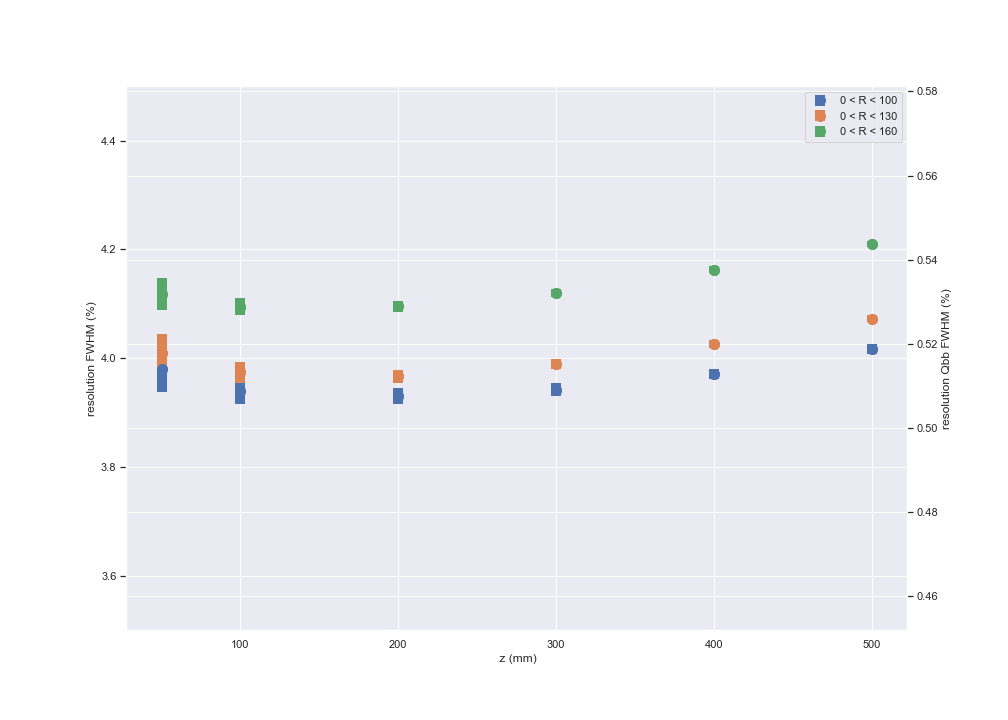 0 < R < 100
0 < R < 130
0 < R < 160
4.4
4.2
4.0
3.8
3.6
resolution FWHM (%)
0.58
0.56
0.54
0.52
0.50
0.48
0.46
resolution Qbb FWHM (%)
100
200
300
400
500
z (mm)